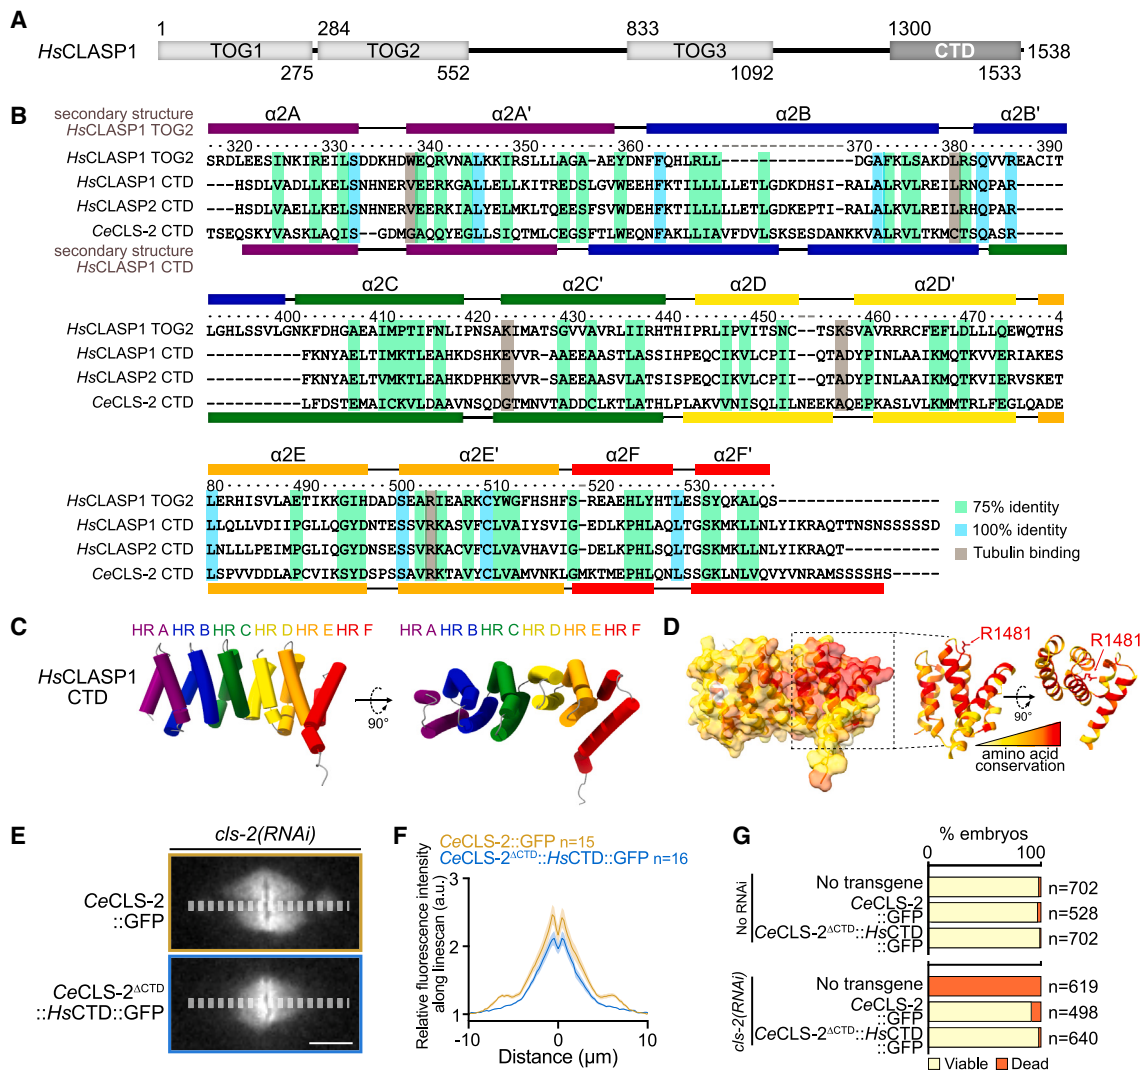 A
1 284 833 1300
HsCLASP1 TOG1 TOG2 TOG3 CTD 1538
275 552 1092 1533
B
secondary structure
HsCLASP1 TOG2
α2A α2A' α2B α2B'
320 330 340 350 360 370 380 390
HsCLASP1 TOG2 SRDLEESINKIREILSDDKHDWEQRVNALKKIRSLLLAGA-AEYDNFFQHLRLL-------------DGAFKLSAKDLRSQVVREACIT
HsCLASP1 CTD ---HSDLVADLLKELSNHNERVEERKGALLELLKITREDSLGVWEEHFKTILLLLLETLGDKDHSI-RALALRVLREILRNQPAR-----
HsCLASP2 CTD ---HSDLVAELLKELSNHNERVEERKIALYELMKLTQEESFSVWDEHFKTILLLLLETLGDKEPTI-RALALKVLREILRHQPAR-----
CeCLS-2 CTD TSEQSKYVASKLAQIS--GDMGAQQYEGLLSIQTMLCEGSFTLWEQNFAKLLIAVFDVLSKSESDANKKVALRVLTKMCTSQASR-----
secondary structure
HsCLASP1 CTD
α2C α2C' α2D α2D'
400 410 420 430 440 450 460 470 4
HsCLASP1 TOG2 LGHLSSVLGNKFDHGAEAIMPTIFNLIPNSAKIMATSGVVAVRLIIRHTHIPRLIPVITSNC--TSKSVAVRRRCFEFLDLLLQEWQTHS
HsCLASP1 CTD ----------FKNYAELTIMKTLEAHKDSHKEVVR-AAEEAASTLASSIHPEQCIKVLCPII--QTADYPINLAAIKMQTKVVERIAKES
HsCLASP2 CTD ----------FKNYAELTVMKTLEAHKDPHKEVVR-SAEEAASVLATSISPEQCIKVLCPII--QTADYPINLAAIKMQTKVIERVSKET
CeCLS-2 CTD ----------LFDSTEMAICKVLDAAVNSQDGTMNVTADDCLKTLATHLPLAKVVNISQLILNEEKAQEPKASLVLKMMTRLFEGLQADE
α2E α2E' α2F α2F'
80 490 500 510 520 530
HsCLASP1 TOG2 LERHISVLAETIKKGIHDADSEARIEARKCYWGFHSHFS-REAEHLYHTLESSYQKALQS----------------
HsCLASP1 CTD LLQLLVDIIPGLLQGYDNTESSVRKASVFCLVAIYSVIG-EDLKPHLAQLTGSKMKLLNLYIKRAQTTNSNSSSSSD
HsCLASP2 CTD LNLLLPEIMPGLIQGYDNSESSVRKACVFCLVAVHAVIG-DELKPHLSQLTGSKMKLLNLYIKRAQT---------
CeCLS-2 CTD LSPVVDDLAPCVIKSYDSPSSAVRKTAVYCLVAMVNKLGMKTMEPHLQNLSSGKLNLVQVYVNRAMSSSSHS-----
75% identity
100% identity
Tubulin binding
C
HR A HR B HR C HR D HR E HR F HR A HR B HR C HR D HR E HR F
HsCLASP1
CTD
90°
D
R1481 R1481
90°
amino acid
conservation
E
cls-2(RNAi)
CeCLS-2
::GFP
CeCLS-2ΔCTD
::HsCTD::GFP
F
CeCLS-2::GFP n=15
CeCLS-2ΔCTD::HsCTD::GFP n=16
Relative fluorescence intensity
along linescan (a.u.)
3
2
1
-10 0 10
Distance (µm)
G
% embryos
0 100
No RNAi
No transgene n=702
CeCLS-2
::GFP n=528
CeCLS-2ΔCTD::HsCTD
::GFP n=702
cls-2(RNAi)
No transgene n=619
CeCLS-2
::GFP n=498
CeCLS-2ΔCTD::HsCTD
::GFP n=640
Viable Dead